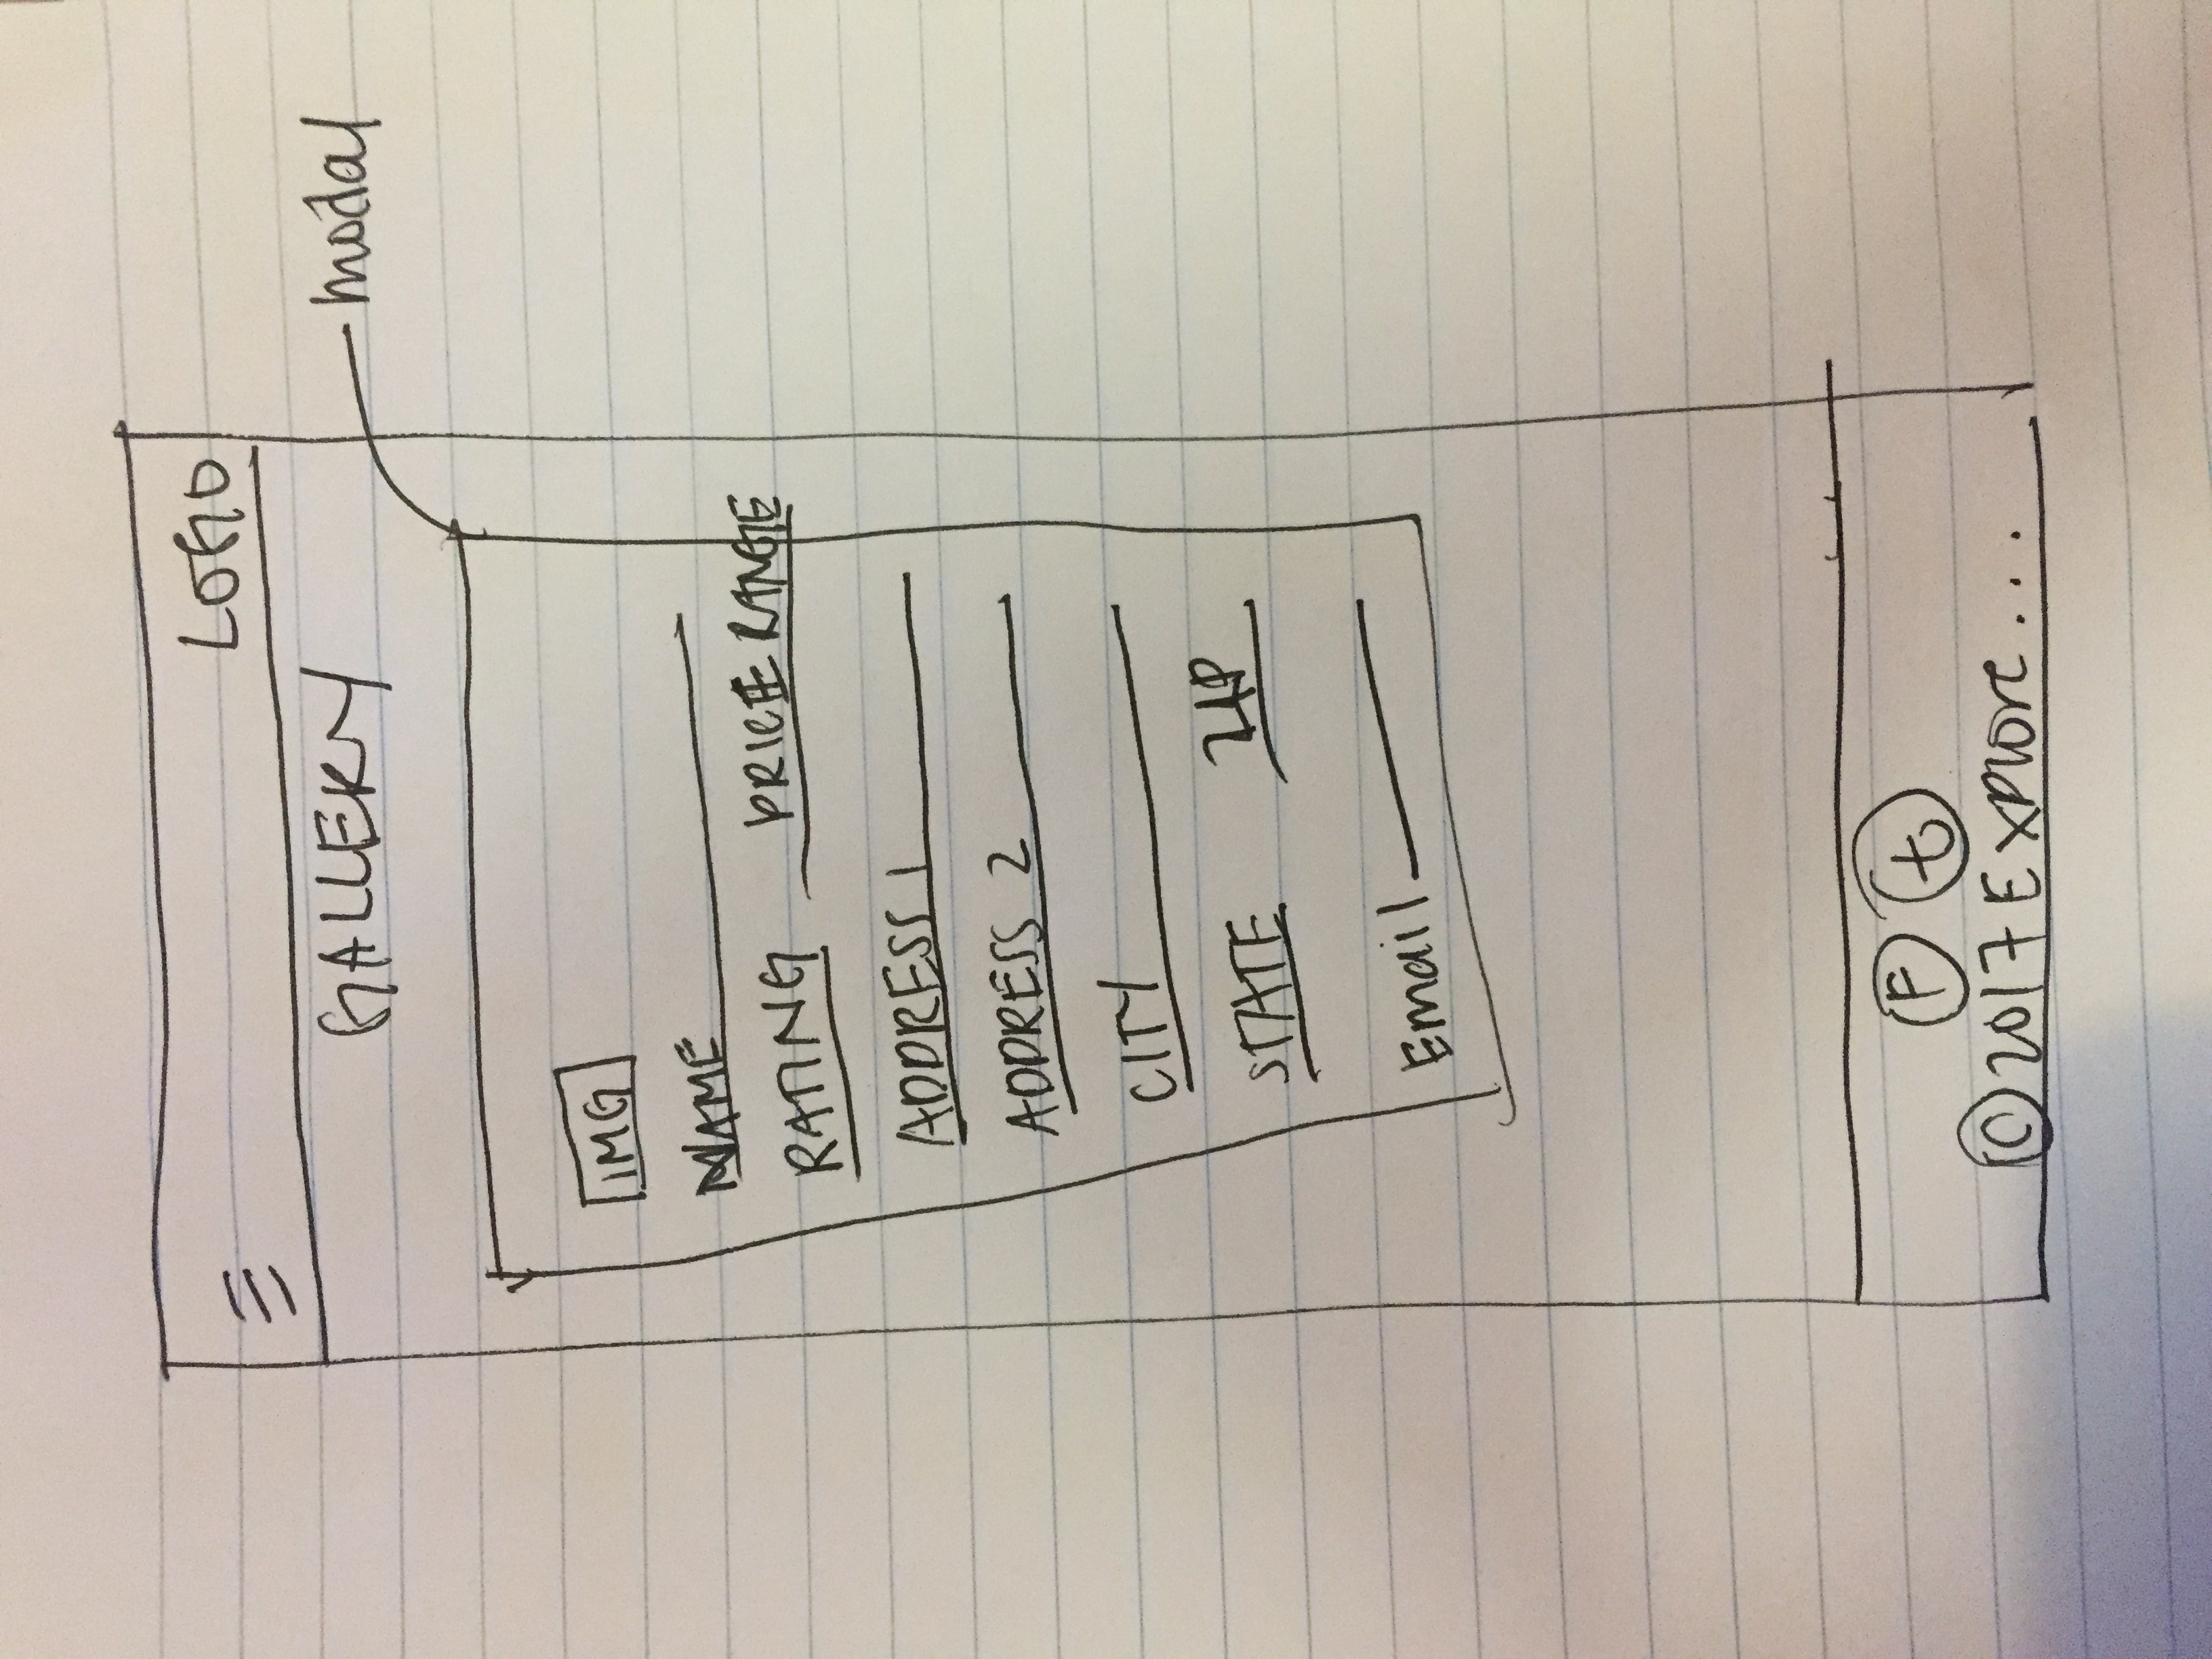 LOGO
GALLERY
modal
IMG
NAME
RATING PRICE RANGE
ADDRESS 1
ADDRESS 2
CITY
STATE ZIP
Email
F t
© 2017 Explore...